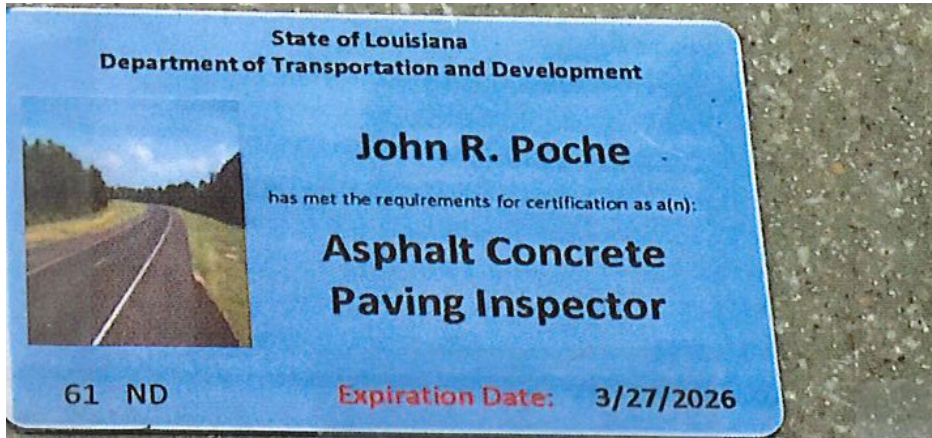 State of Louisiana
Department of Transportation and Development
John R. Poche
has met the requirements for certification as a(n):
Asphalt Concrete
Paving Inspector
61 ND
Expiration Date: 3/27/2026